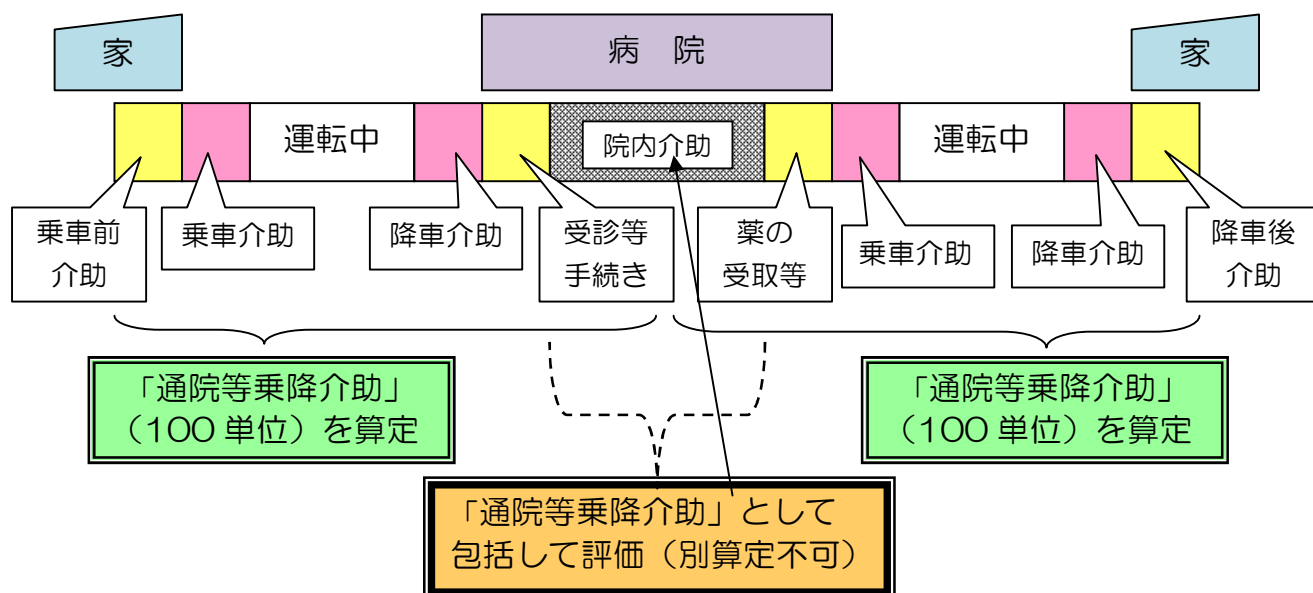 家
病 院
家
運転中
院内介助
運転中
乗車前
介助
乗車介助
降車介助
受診等
手続き
薬の
受取等
乗車介助
降車介助
降車後
介助
「通院等乗降介助」
（100 単位）を算定
「通院等乗降介助」
（100 単位）を算定
「通院等乗降介助」として
包括して評価（別算定不可）